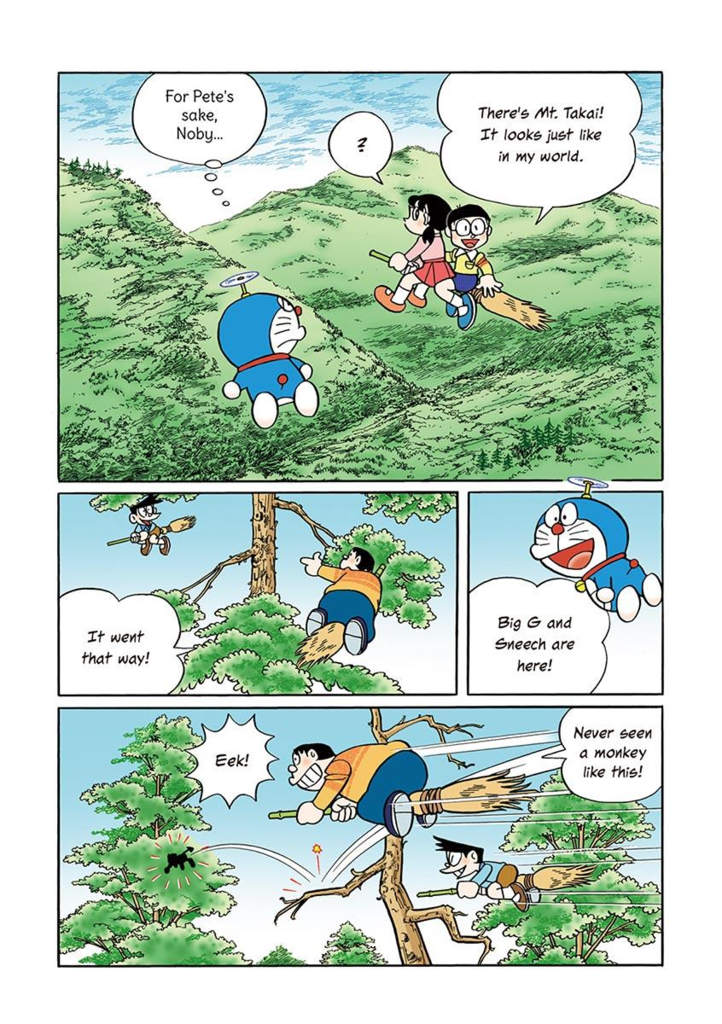 For Pete's
sake,
Noby...
?
There's Mt. Takai!
It looks just like
in my world.
It went
that way!
Big G and
Sneech are
here!
Eek!
Never seen
a monkey
like this!